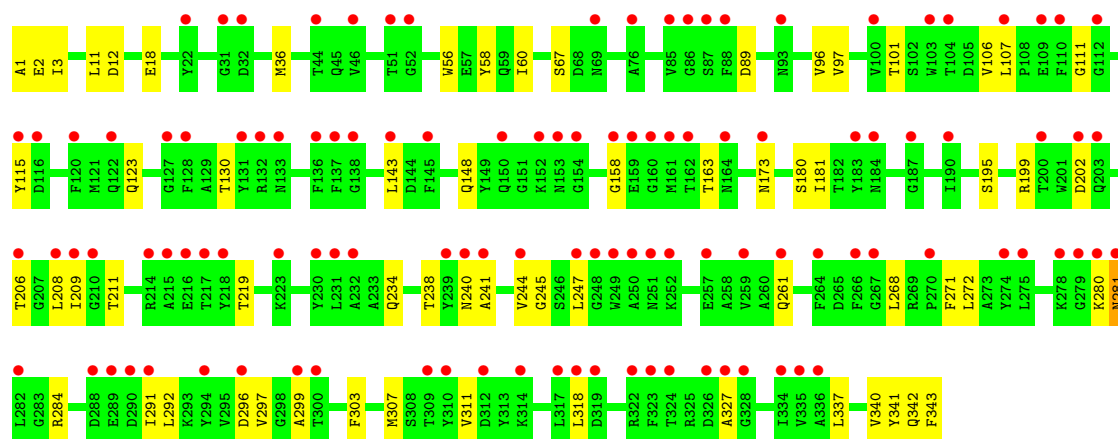 A1 E2 I3 L11 D12 E18 Y22 G31 D32 M36 T44 Q45 V46 T51 G52 W56 E57 Y58 Q59 I60 S67 D68 N69 A76 V85 G86 S87 F88 D89 N93 V96 V97 V100 T101 S102 W103 T104 D105 V106 L107 P108 E109 F110 G111 G112
Y115 D116 F120 M121 Q122 Q123 G127 F128 A129 T130 Y131 R132 N133 F136 F137 G138 L143 D144 F145 Q148 Y149 Q150 G151 K152 N153 G154 G158 E159 G160 M161 T162 T163 N164 N173 S180 I181 T182 Y183 N184 G187 I190 S195 R199 T200 W201 D202 Q203
T206 G207 L208 I209 G210 T211 R214 A215 E216 T217 Y218 T219 K223 Y230 L231 A232 A233 Q234 T238 Y239 N240 A241 V244 G245 S246 L247 G248 W249 A250 N251 K252 E257 A258 V259 A260 Q261 F264 D265 F266 G267 L268 R269 P270 F271 L272 A273 Y274 L275 K278 G279 K280 N281
L282 G283 R284 D288 E289 D290 I291 L292 K293 Y294 V295 D296 V297 G298 A299 T300 F303 M307 S308 T309 Y310 V311 D312 Y313 K314 L317 L318 D319 R322 F323 T324 R325 D326 A327 G328 I334 V335 A336 L337 V340 Y341 Q342 F343